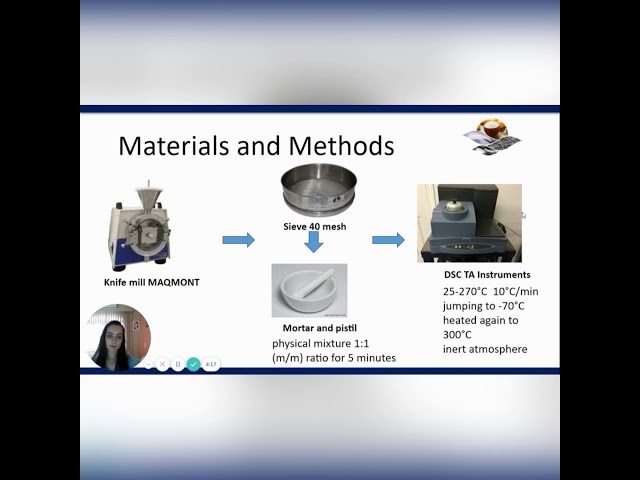 Materials and Methods
Sieve 40 mesh
Knife mill MAQMONT
DSC TA Instruments
25-270°C  10°C/min
jumping to -70°C
heated again to
300°C
inert atmosphere
Mortar and pistil
physical mixture 1:1
(m/m) ratio for 5 minutes
4:17